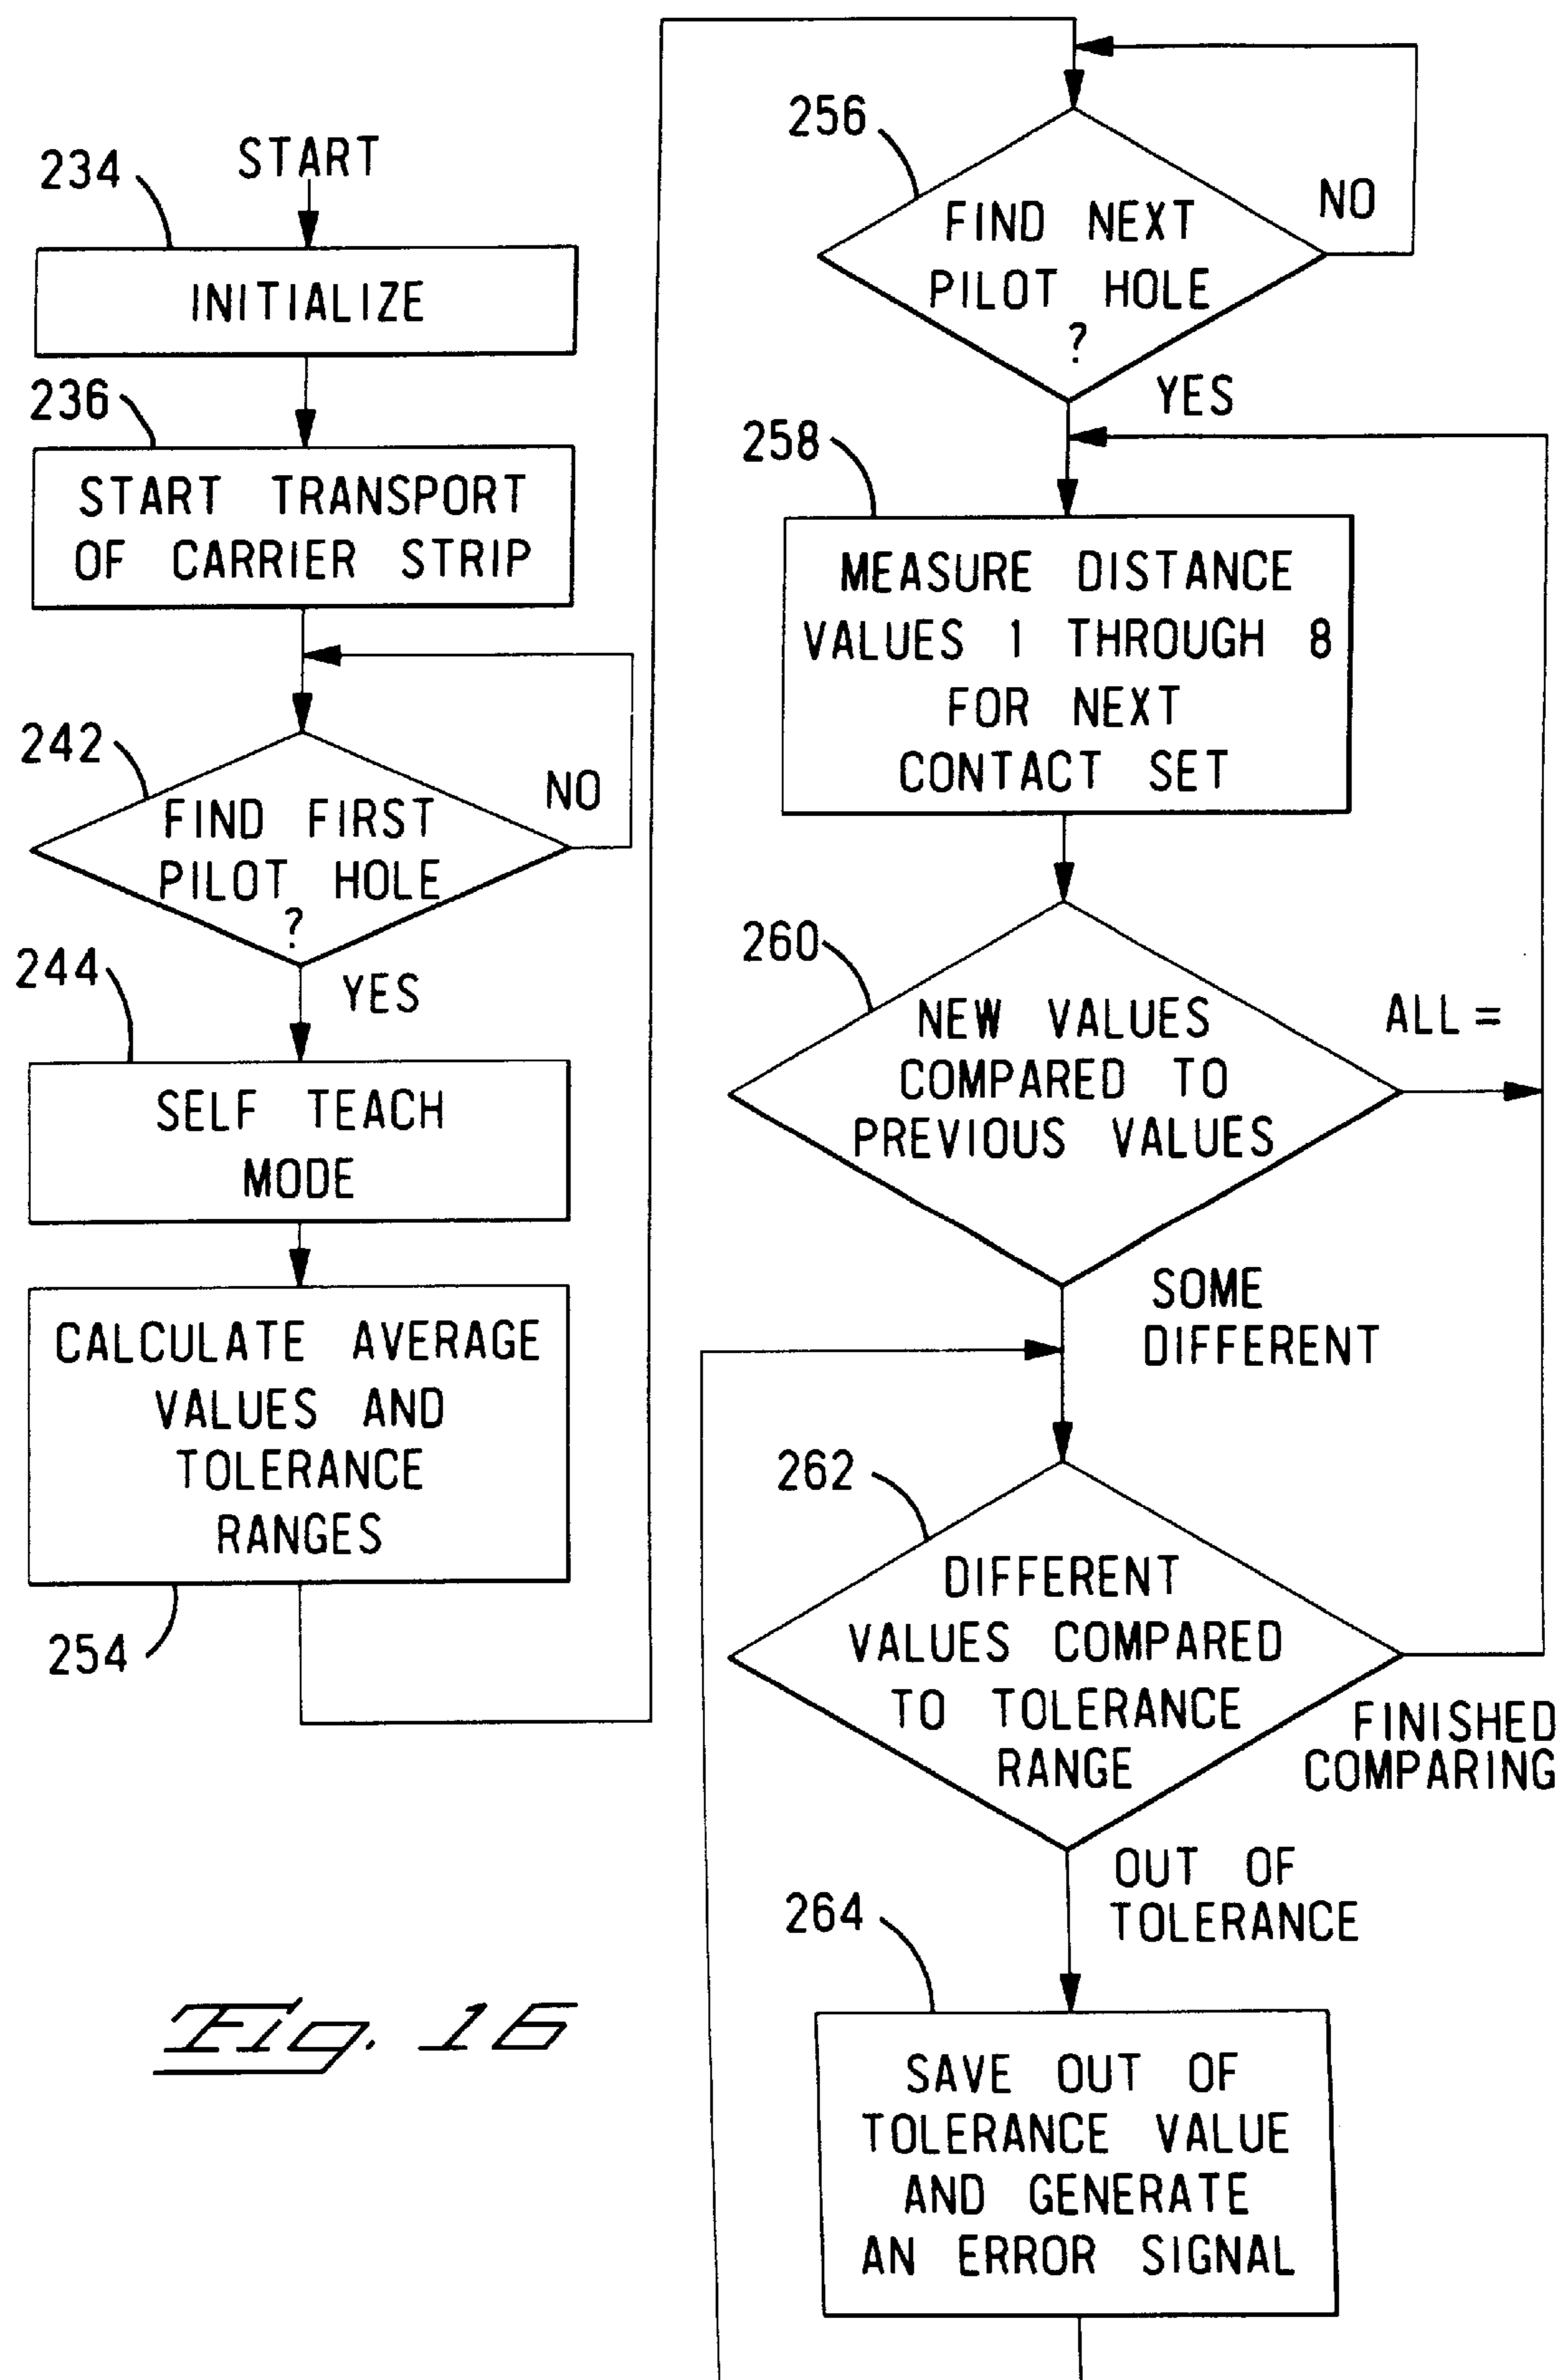 START
234
INITIALIZE
236
START TRANSPORT
OF CARRIER STRIP
242
FIND FIRST
PILOT HOLE
?
NO
YES
244
SELF TEACH
MODE
CALCULATE AVERAGE
VALUES AND
TOLERANCE
RANGES
254
256
FIND NEXT
PILOT HOLE
?
NO
YES
258
MEASURE DISTANCE
VALUES 1 THROUGH 8
FOR NEXT
CONTACT SET
260
NEW VALUES
COMPARED TO
PREVIOUS VALUES
ALL =
SOME
DIFFERENT
262
DIFFERENT
VALUES COMPARED
TO TOLERANCE
RANGE
FINISHED
COMPARING
OUT OF
TOLERANCE
264
SAVE OUT OF
TOLERANCE VALUE
AND GENERATE
AN ERROR SIGNAL
Fig. 16